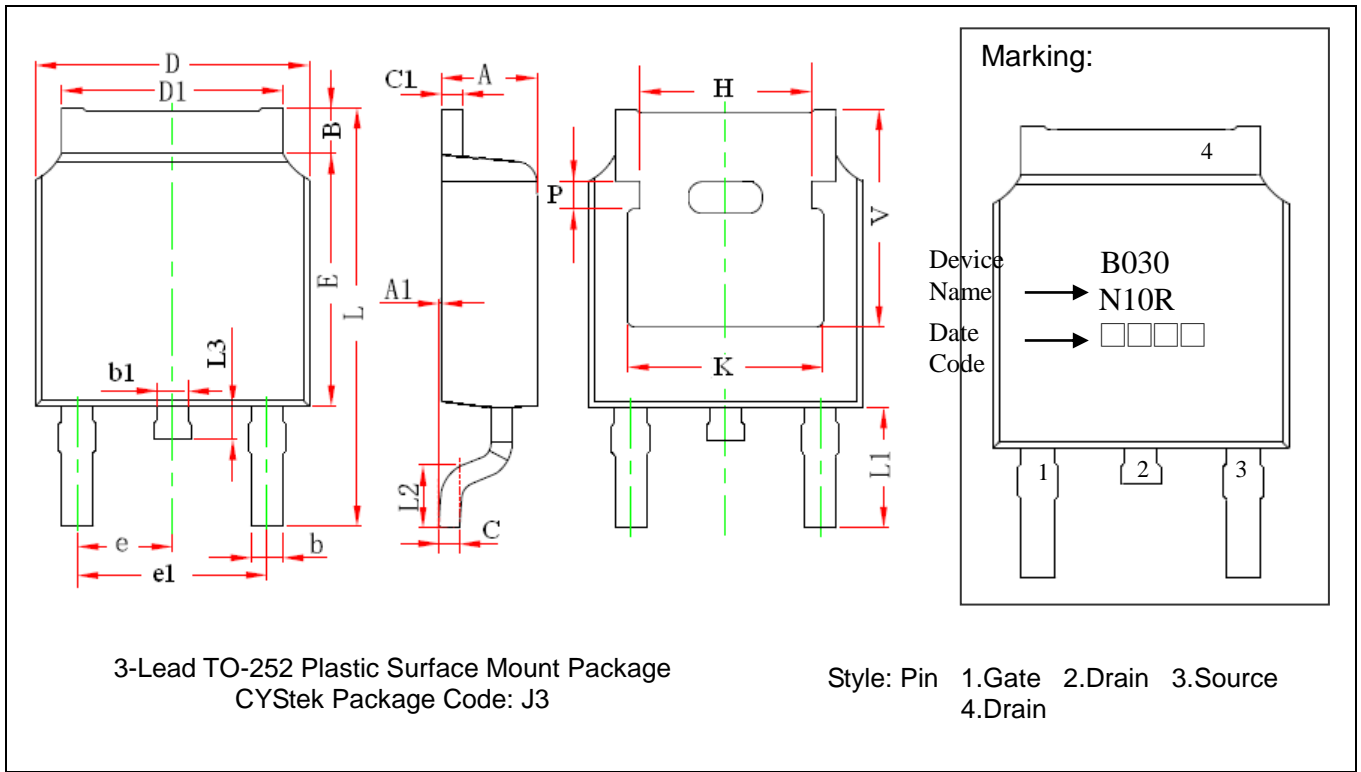 D
D1
B
E
L
L3
b1
e
e1
b
C1
A
A1
L2
C
H
P
V
K
L1
Marking:
4
Device
Name
B030
N10R
Date
Code
□□□□
1
2
3
3-Lead TO-252 Plastic Surface Mount Package
CYStek Package Code: J3
Style: Pin 1.Gate 2.Drain 3.Source
4.Drain